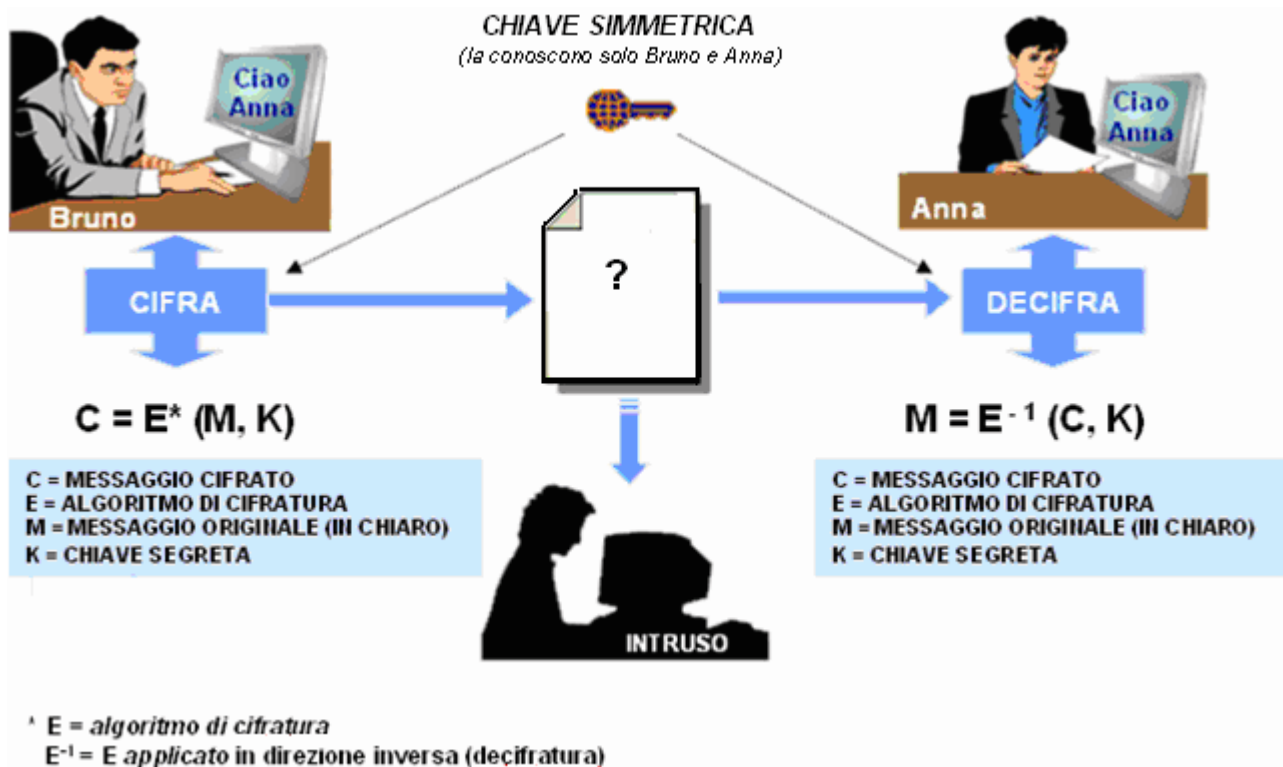 CHIAVE SIMMETRICA
(la conoscono solo Bruno e Anna)
Ciao
Anna
Bruno
Ciao
Anna
Anna
CIFRA
?
DECIFRA
C = E* (M, K)
M = E⁻¹ (C, K)
C = MESSAGGIO CIFRATO
E = ALGORITMO DI CIFRATURA
M = MESSAGGIO ORIGINALE (IN CHIARO)
K = CHIAVE SEGRETA
C = MESSAGGIO CIFRATO
E = ALGORITMO DI CIFRATURA
M = MESSAGGIO ORIGINALE (IN CHIARO)
K = CHIAVE SEGRETA
INTRUSO
* E = algoritmo di cifratura
E⁻¹ = E applicato in direzione inversa (decifratura)